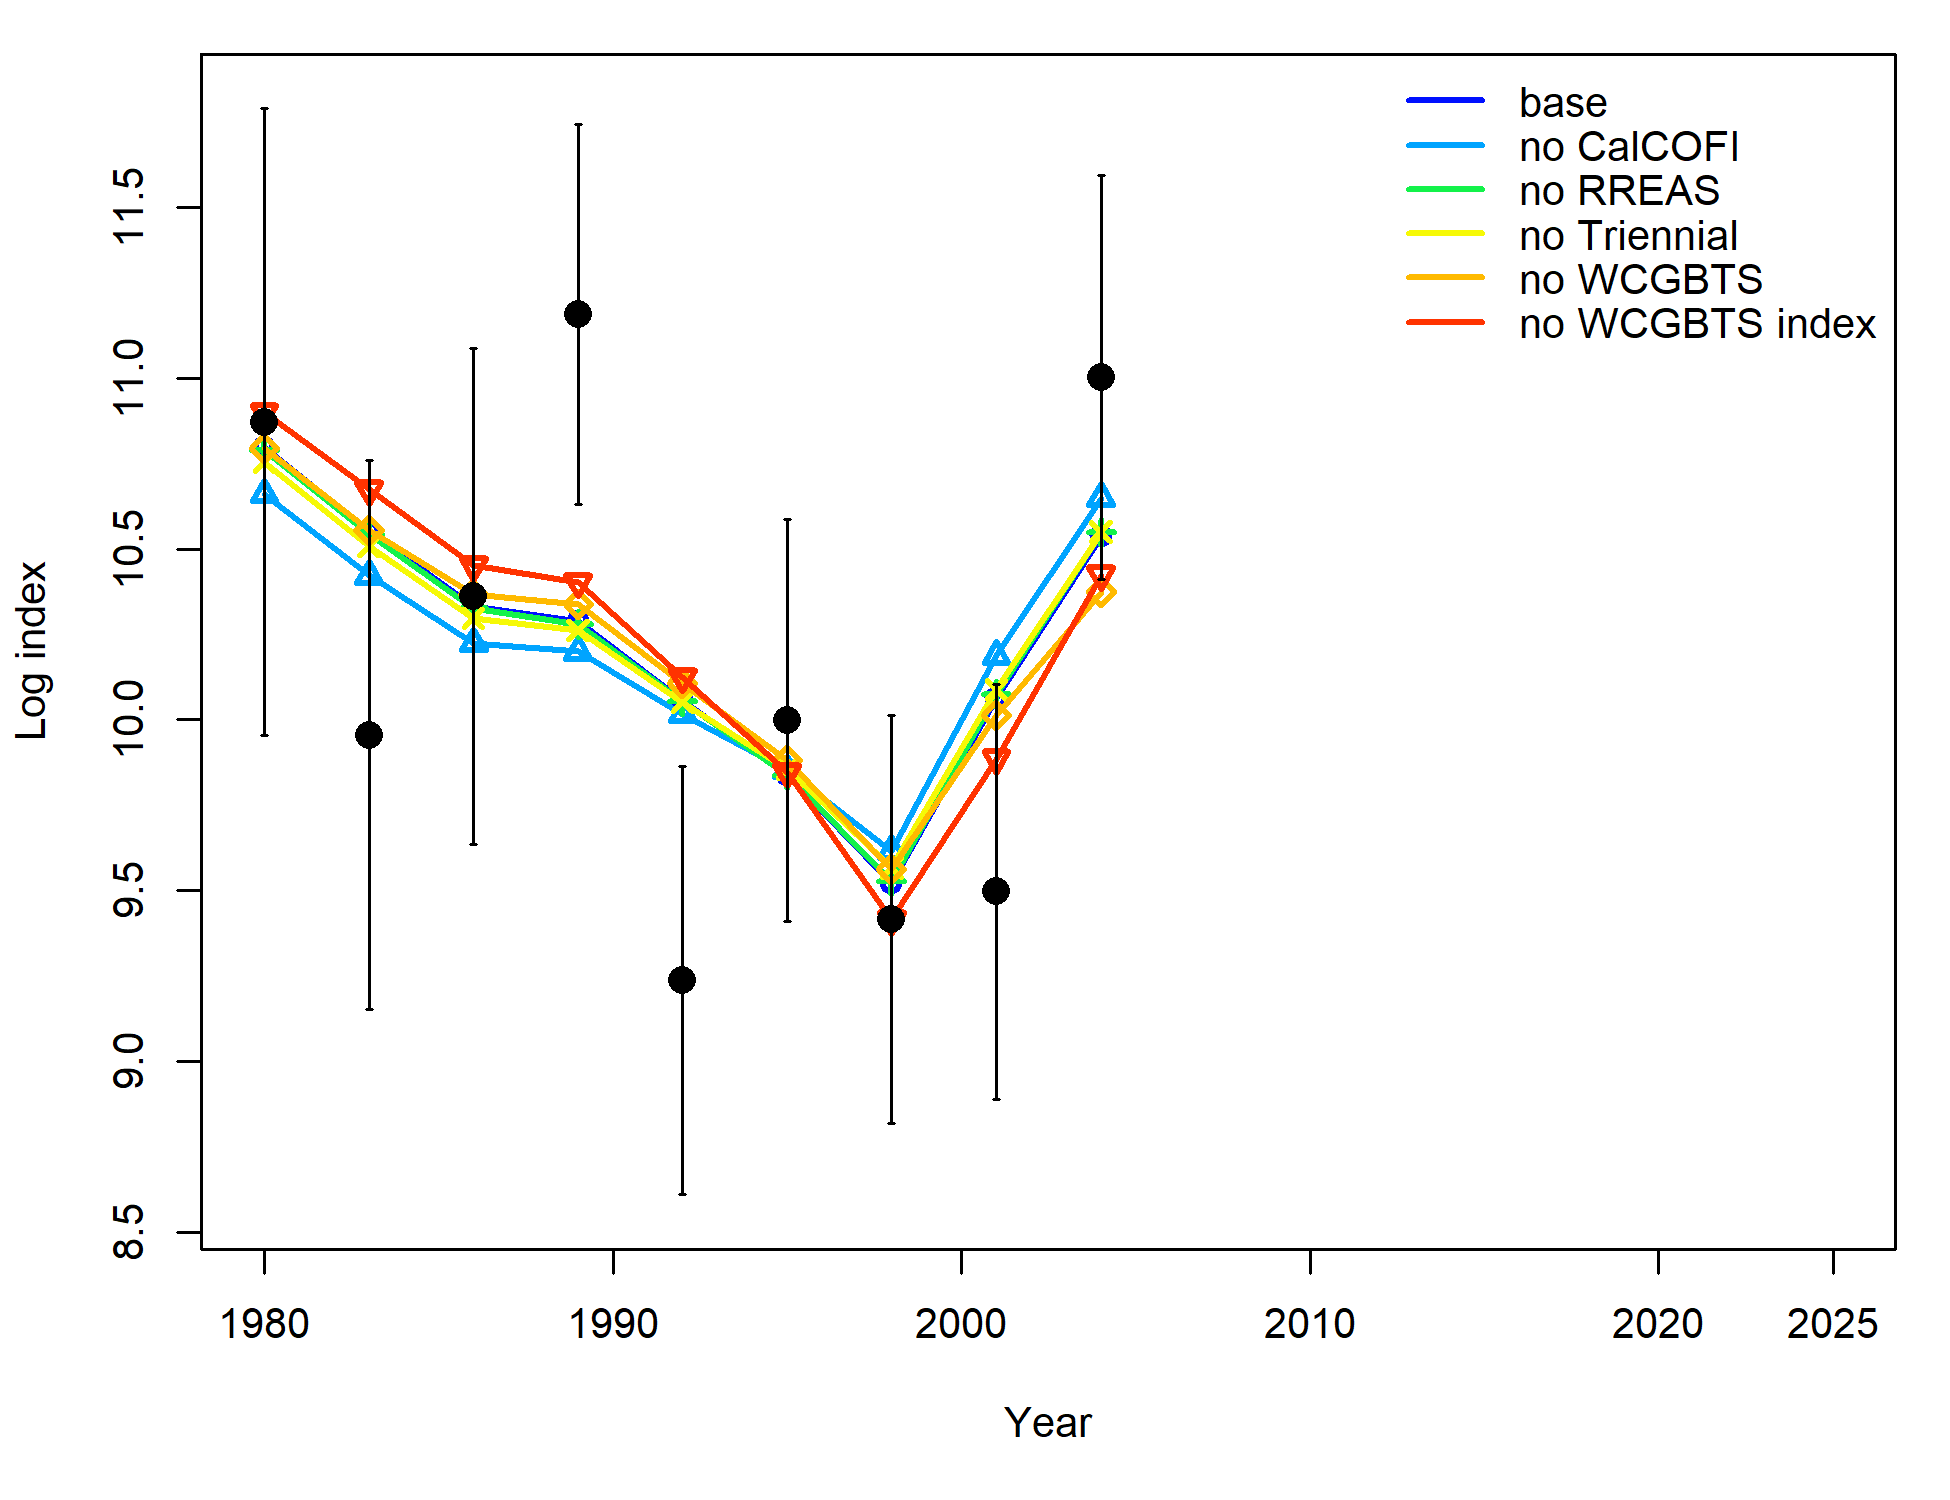 base
no CalCOFI
no RREAS
no Triennial
no WCGBTS
no WCGBTS index
Log index
11.5
11.0
10.5
10.0
9.5
9.0
8.5
1980 1990 2000 2010 2020 2025
Year